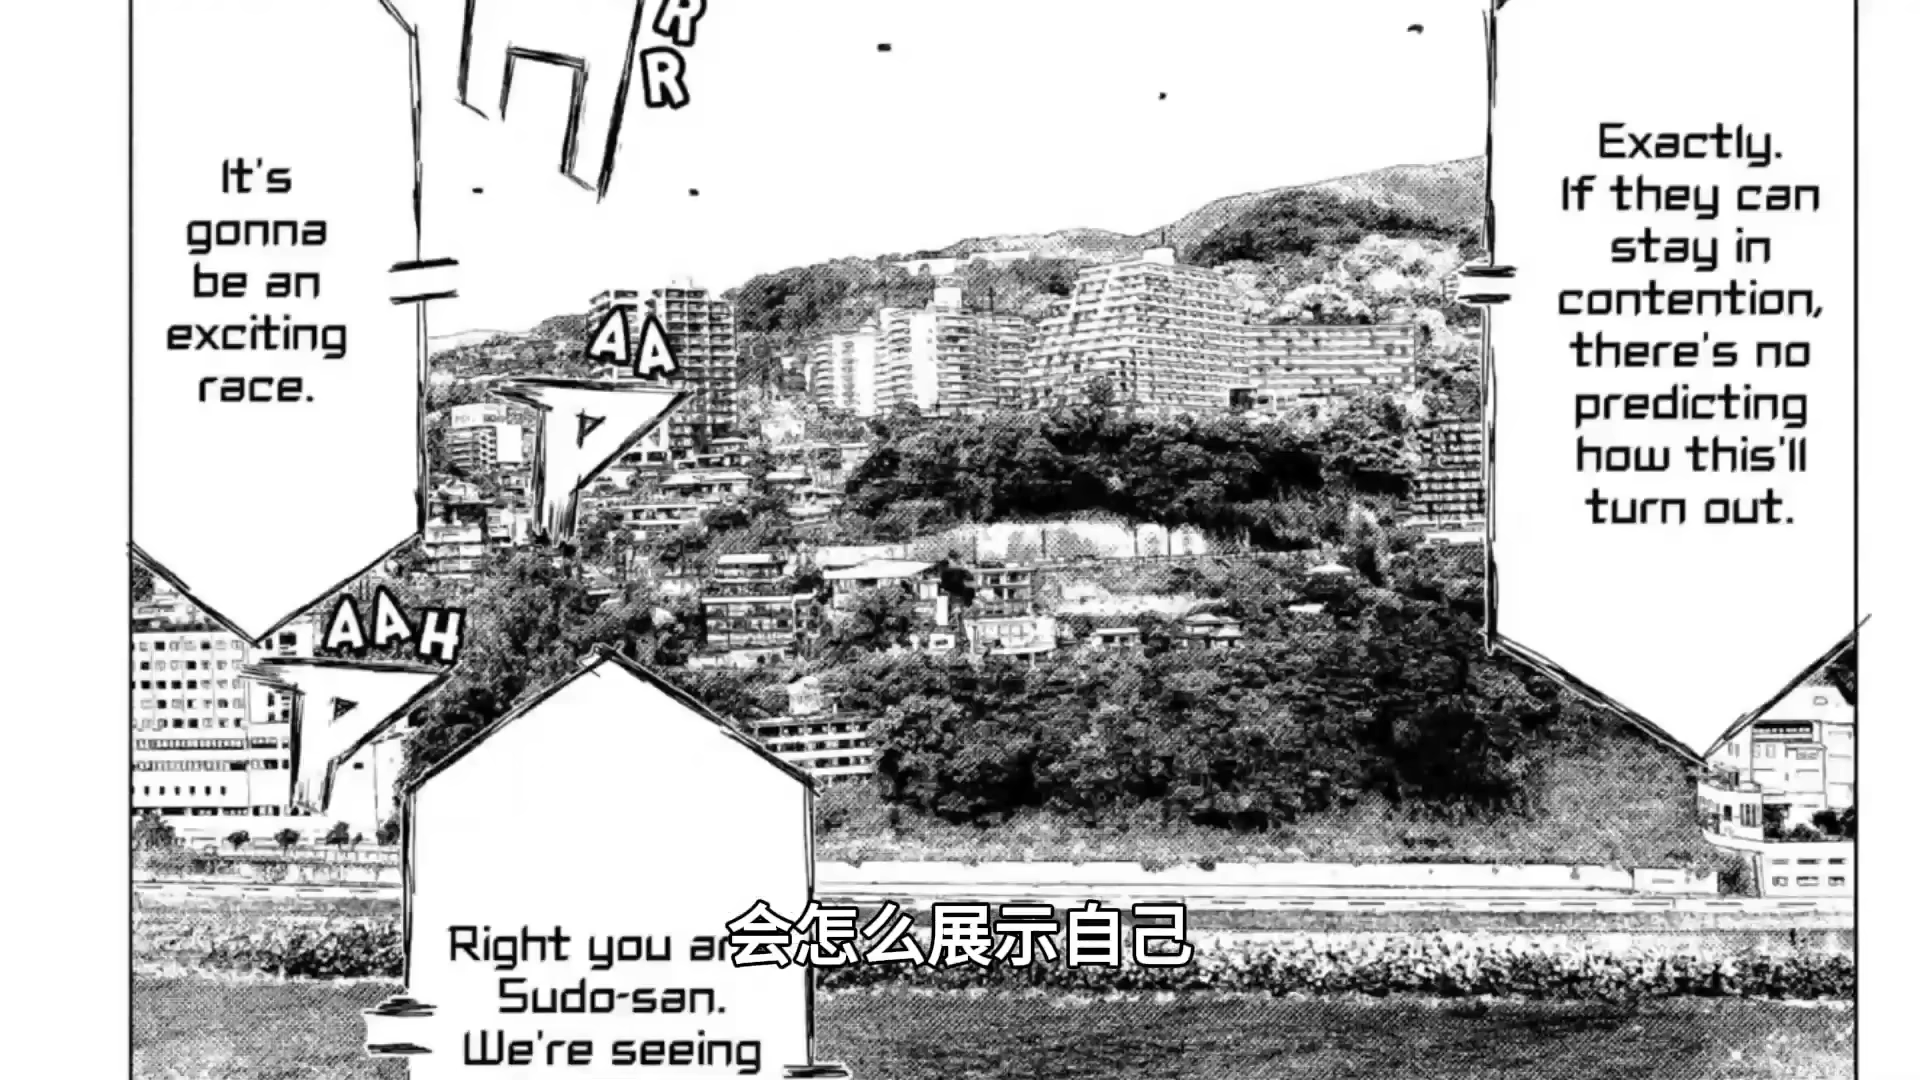 RR
Exactly.
If they can
stay in
contention,
there's no
predicting
how this'll
turn out.
It's
gonna
be an
exciting
race.
AA
AAH
Right you
Sudo-san.
We're seeing
会怎么展示自己